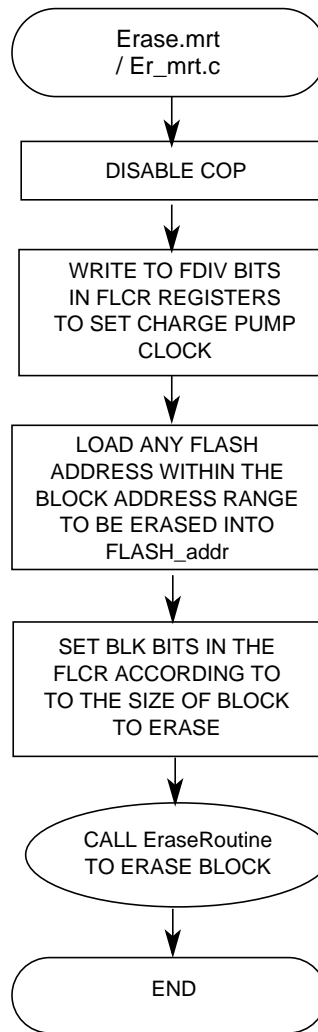 Erase.mrt
/ Er_mrt.c
DISABLE COP
WRITE TO FDIV BITS
IN FLCR REGISTERS
TO SET CHARGE PUMP
CLOCK
LOAD ANY FLASH
ADDRESS WITHIN THE
BLOCK ADDRESS RANGE
TO BE ERASED INTO
FLASH_addr
SET BLK BITS IN THE
FLCR ACCORDING TO
TO THE SIZE OF BLOCK
TO ERASE
CALL EraseRoutine
TO ERASE BLOCK
END